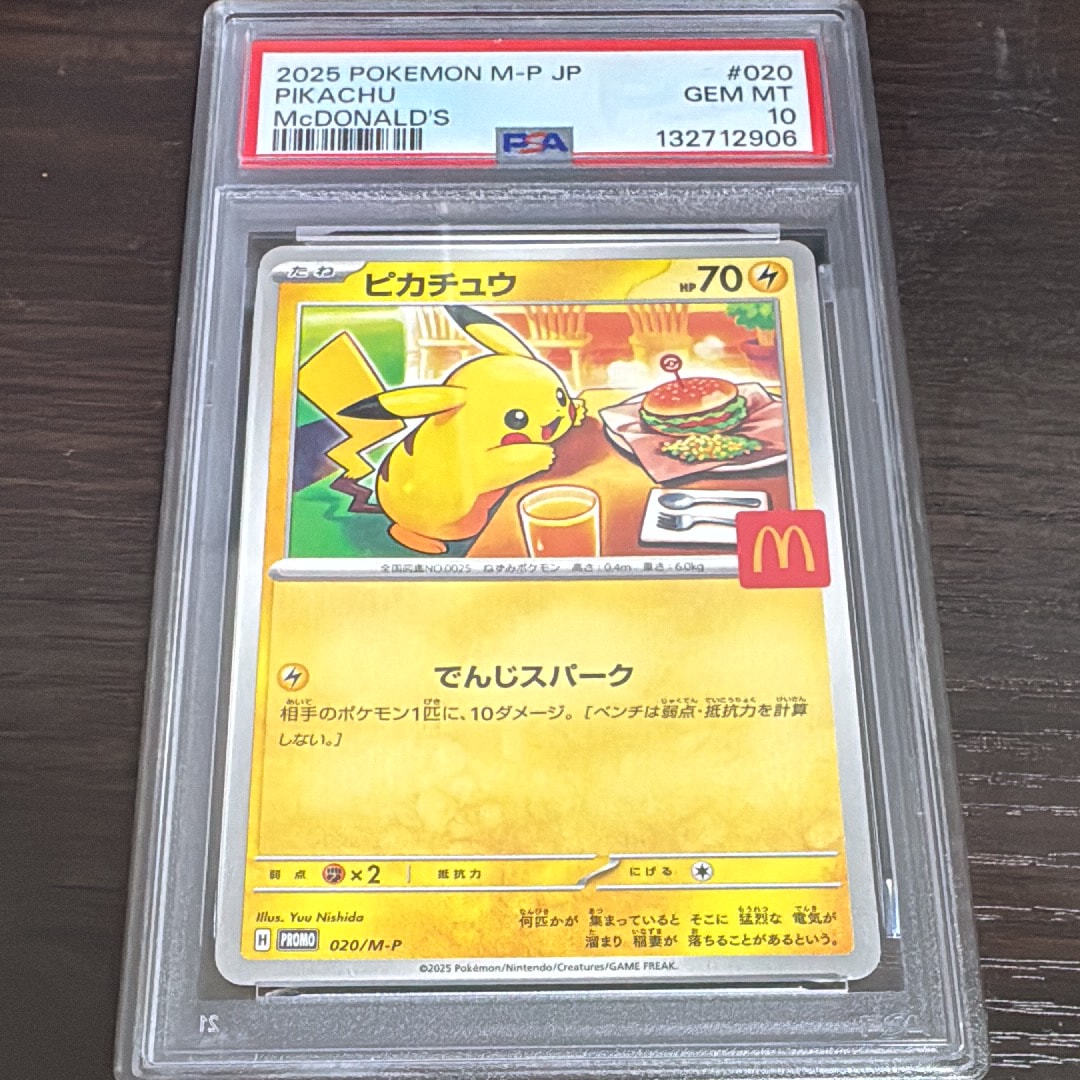 2025 POKEMON M-P JP #020
PIKACHU GEM MT
McDONALD'S 10
PSA 132712906
たね ピカチュウ HP70
M
全国図鑑NO.0025 ねずみポケモン 高さ:0.4m 重さ:6.0kg
でんじスパーク
相手のポケモン1匹に、10ダメージ。[ベンチは弱点・抵抗力を計算
しない。]
弱点 ×2 抵抗力 にげる
Illus. Yuu Nishida
何匹かが 集まっていると そこに 猛烈な 電気が
溜まり 稲妻が 落ちることがあるという。
H PROMO 020/M-P
©2025 Pokémon/Nintendo/Creatures/GAME FREAK.